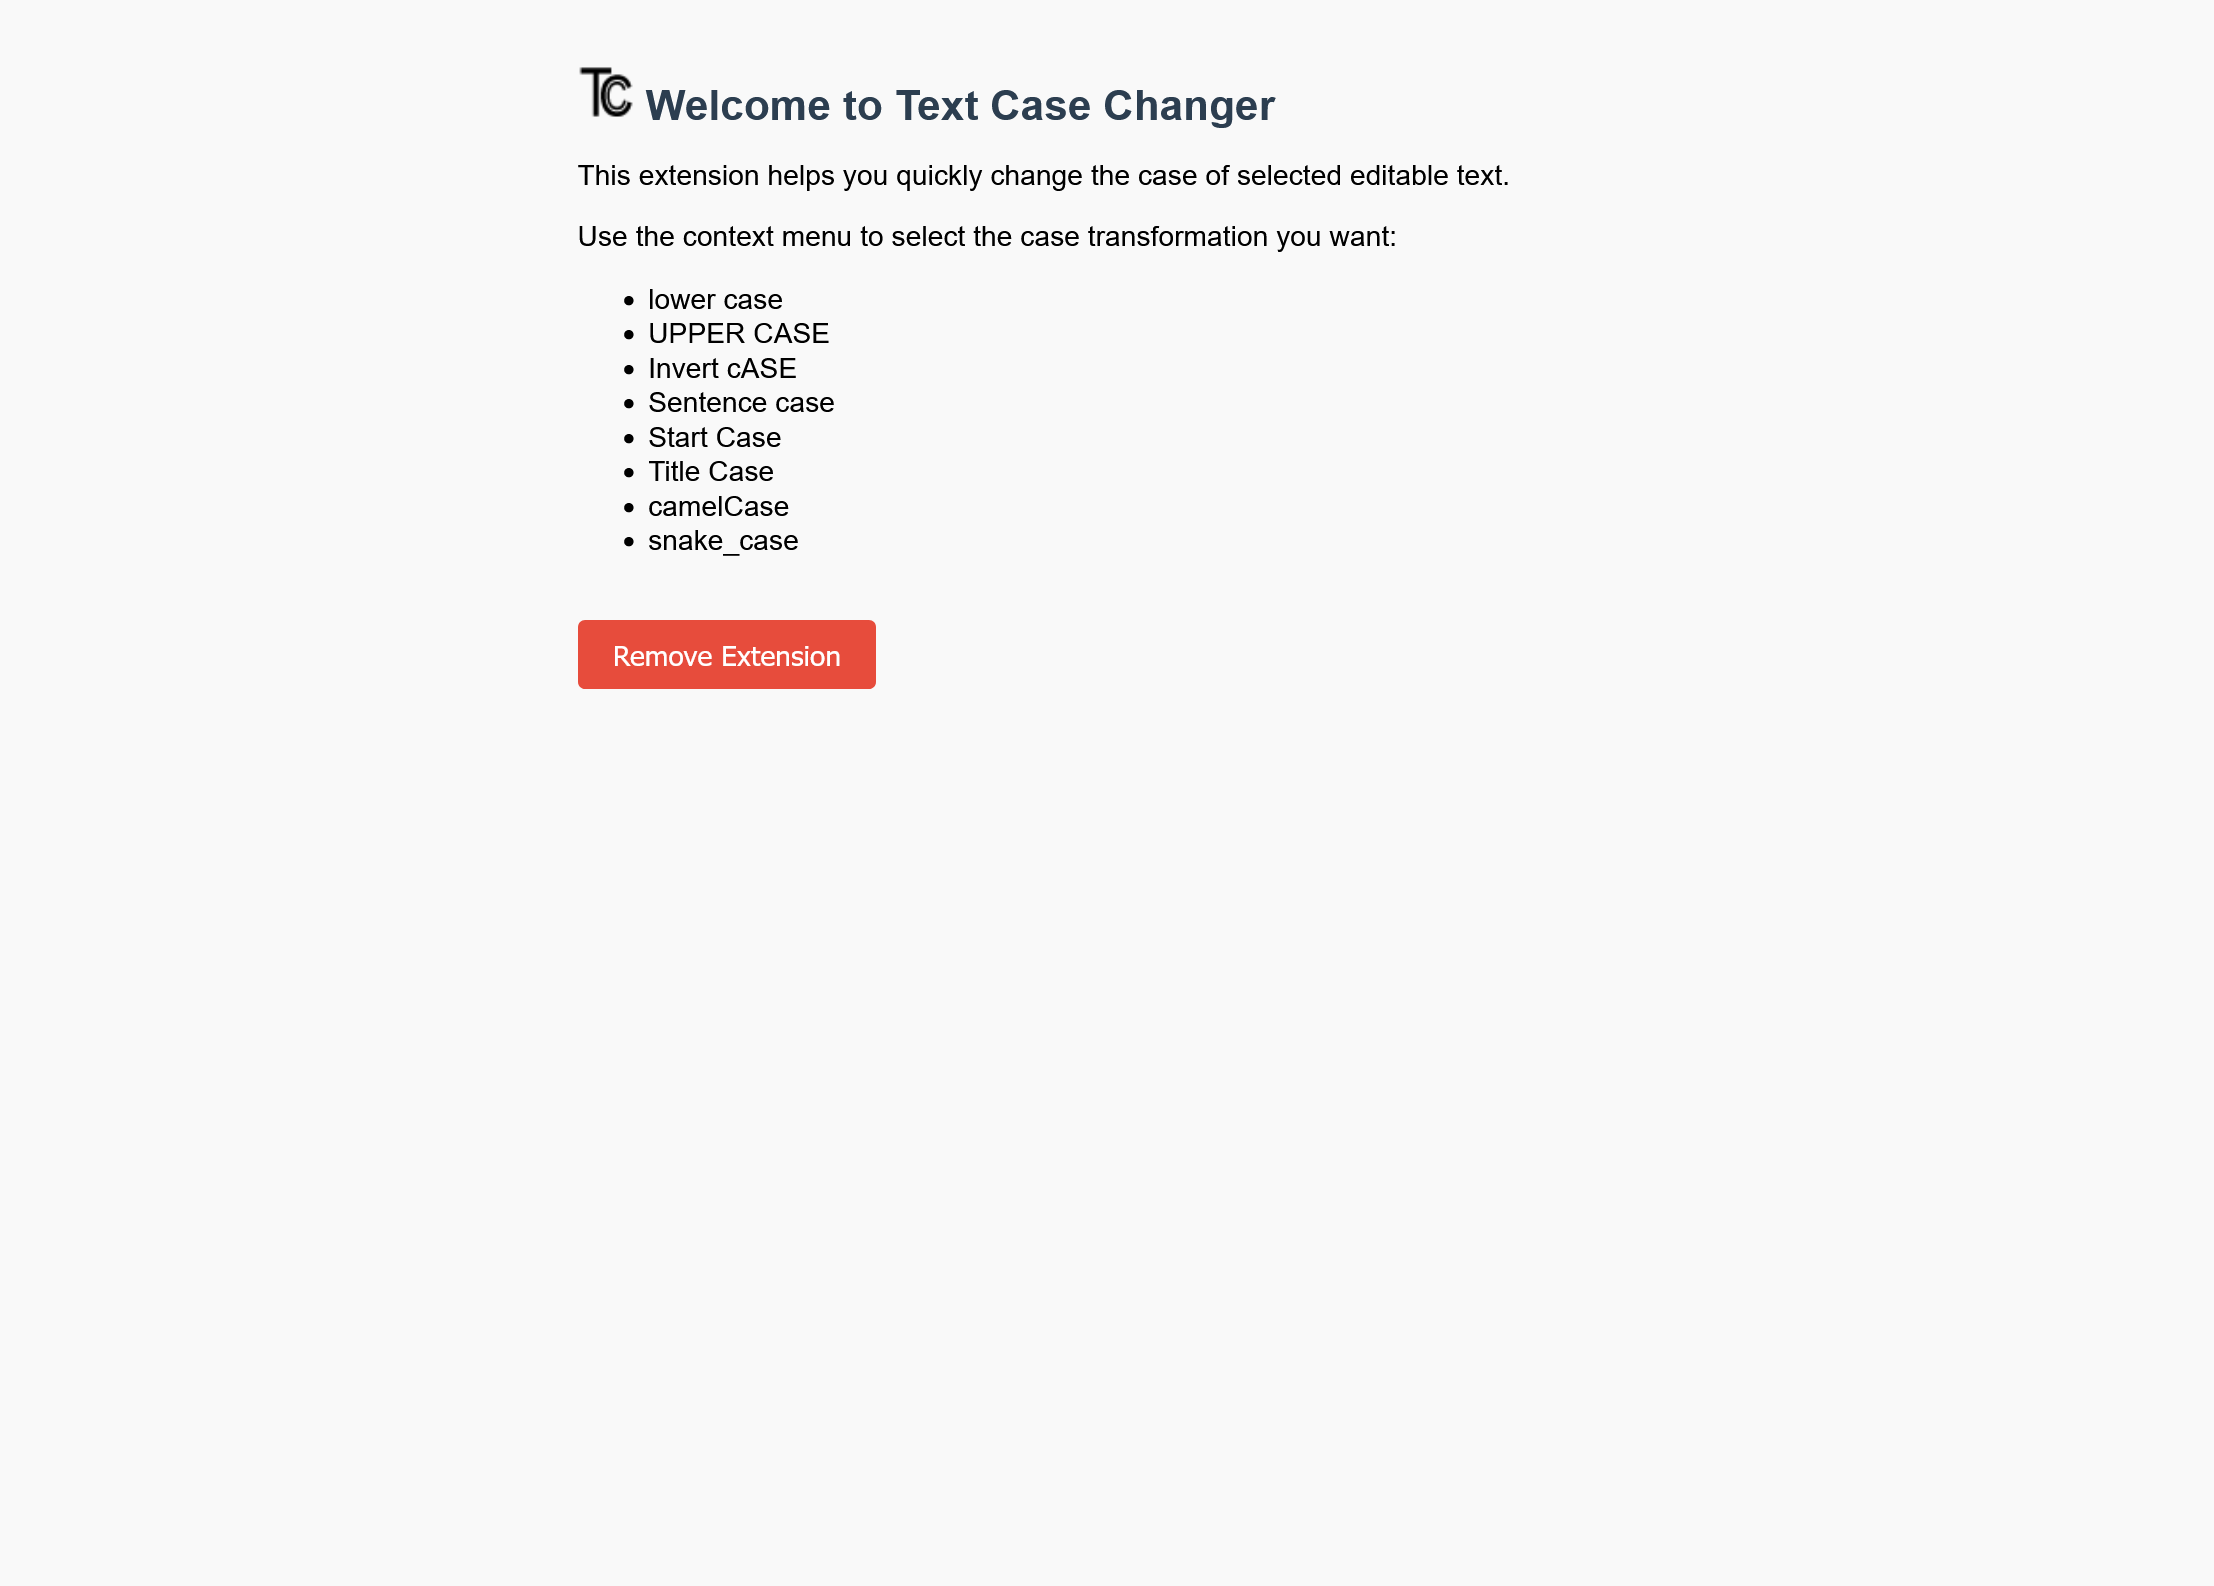 TC Welcome to Text Case Changer
This extension helps you quickly change the case of selected editable text.
Use the context menu to select the case transformation you want:
lower case
UPPER CASE
Invert cASE
Sentence case
Start Case
Title Case
camelCase
snake_case
Remove Extension